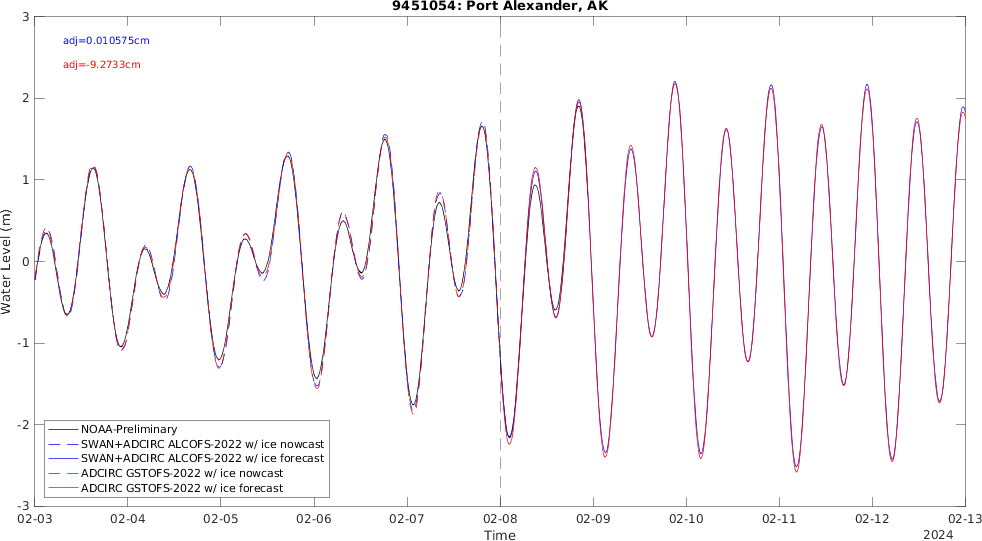 9451054: Port Alexander, AK
adj=0.010575cm
adj=-9.2733cm
3
2
1
0
-1
-2
-3
Water Level (m)
NOAA-Preliminary
SWAN+ADCIRC ALCOFS-2022 w/ ice nowcast
SWAN+ADCIRC ALCOFS-2022 w/ ice forecast
ADCIRC GSTOFS-2022 w/ ice nowcast
ADCIRC GSTOFS-2022 w/ ice forecast
02-03 02-04 02-05 02-06 02-07 02-08 02-09 02-10 02-11 02-12 02-13
Time
2024